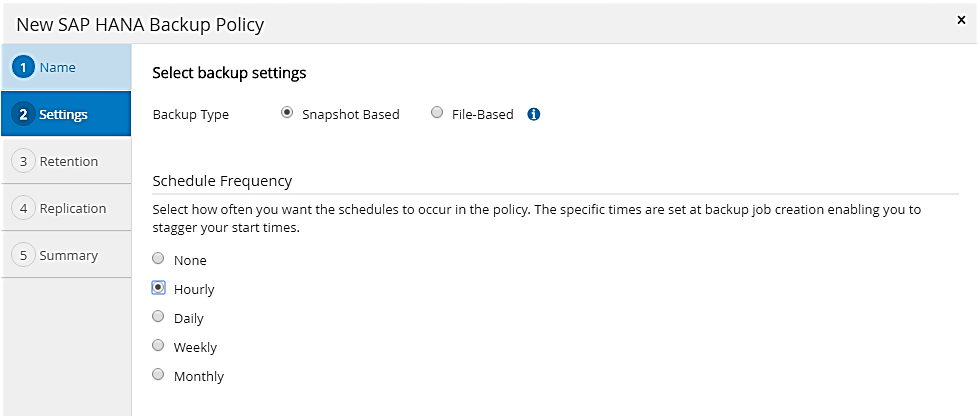 New SAP HANA Backup Policy
x
1 Name
2 Settings
3 Retention
4 Replication
5 Summary
Select backup settings
Backup Type Snapshot Based File-Based i
Schedule Frequency
Select how often you want the schedules to occur in the policy. The specific times are set at backup job creation enabling you to
stagger your start times.
None
Hourly
Daily
Weekly
Monthly